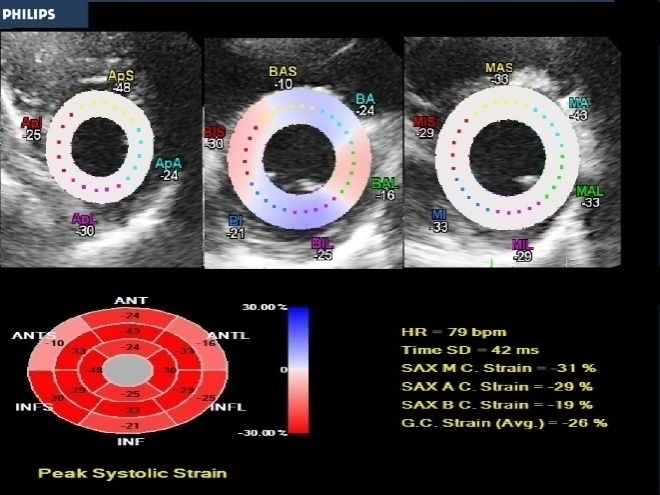 PHILIPS
ApS
-48
ApI
-25
ApA
-24
ApL
-30
BAS
-10
BA
-24
BIS
-30
BAL
-16
BI
-21
BIL
-25
MAS
-33
MA
-43
MIS
-29
MAL
-33
MI
-33
MIL
-29
ANT
-24
-43
-24
ANTS
-10
-33
ANTL
-16
-33
-48
-30
-25
INFS
-30
-29
INFL
-25
-29
-33
-21
INF
30.00 %
0
-30.00 %
HR = 79 bpm
Time SD = 42 ms
SAX M C. Strain = -31 %
SAX A C. Strain = -29 %
SAX B C. Strain = -19 %
G.C. Strain (Avg.) = -26 %
Peak Systolic Strain